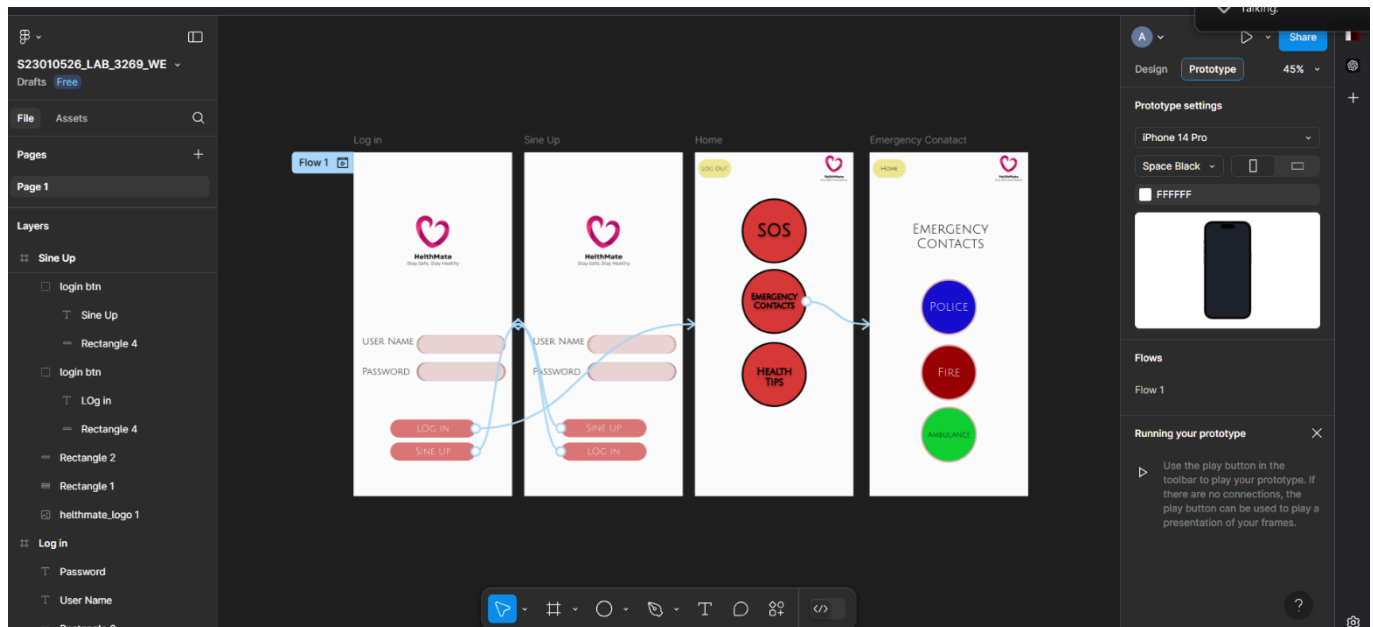 Talking:
S23010526_LAB_3269_WE
Drafts Free
File Assets
Pages
Page 1
Layers
Sine Up
login btn
Sine Up
Rectangle 4
login btn
LOg in
Rectangle 4
Rectangle 2
Rectangle 1
helthmate_logo 1
Log in
Password
User Name
Flow 1
Log in
HelthMate
Stay Safe, Stay Healthy
USER NAME
PASSWORD
LOG IN
SINE UP
Sine Up
HelthMate
Stay Safe, Stay Healthy
USER NAME
PASSWORD
SINE UP
LOG IN
Home
LOG OUT
HelthMate
SOS
EMERGENCY
CONTACTS
HEALTH
TIPS
Emergency Conatact
HOME
HelthMate
EMERGENCY
CONTACTS
POLICE
FIRE
AMBULANCE
A
Share
Design Prototype 45%
Prototype settings
iPhone 14 Pro
Space Black
FFFFFF
Flows
Flow 1
Running your prototype
Use the play button in the
toolbar to play your prototype. If
there are no connections, the
play button can be used to play a
presentation of your frames.
?